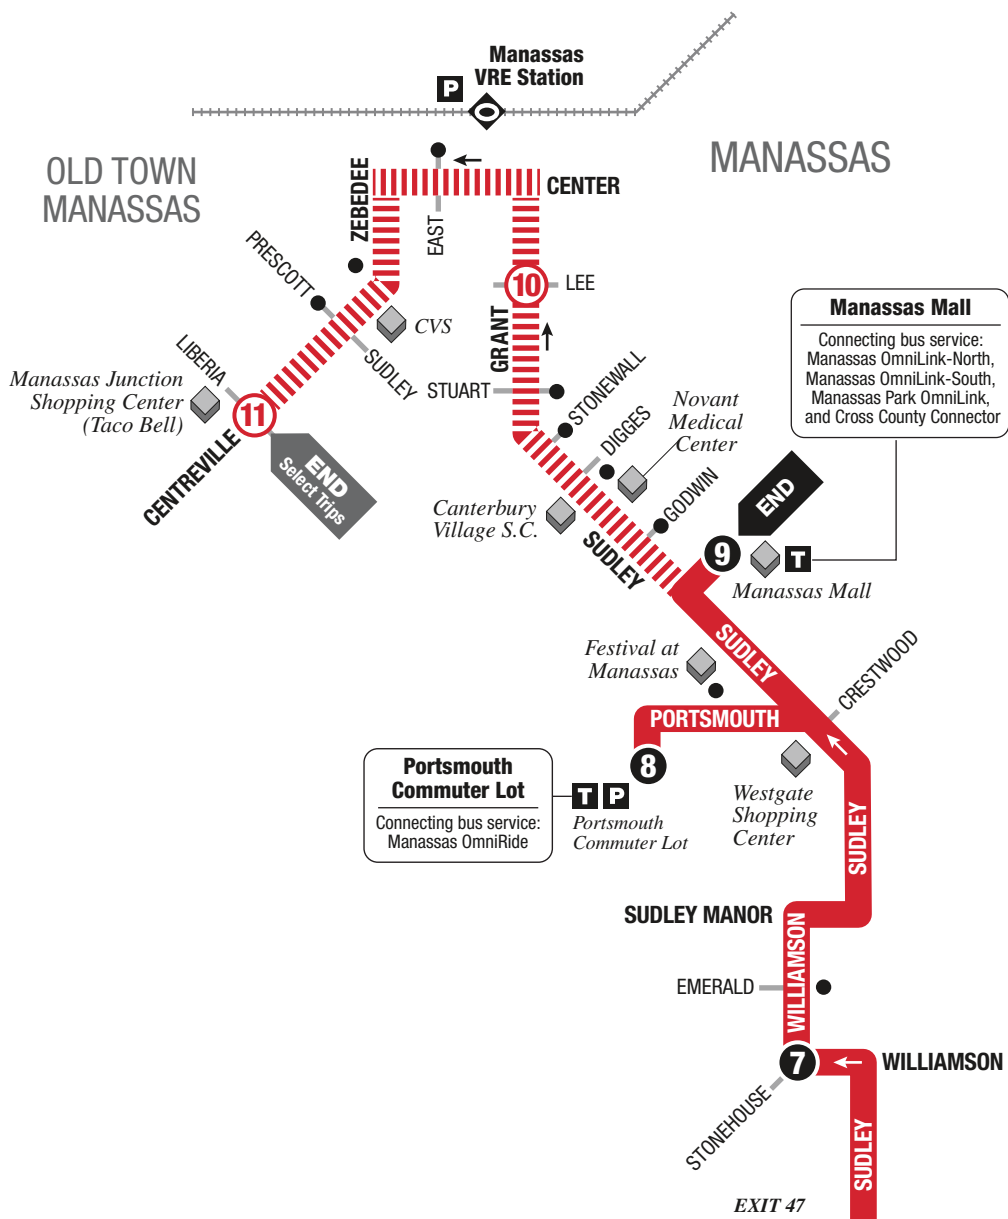 Manassas
VRE Station
P
OLD TOWN
MANASSAS
MANASSAS
ZEBEDEE
CENTER
EAST
PRESCOTT
10
LEE
GRANT
CVS
LIBERIA
SUDLEY
STUART
STONEWALL
Manassas Junction
Shopping Center
(Taco Bell)
11
CENTREVILLE
END
Select Trips
DIGGES
Novant
Medical
Center
GODWIN
Canterbury
Village S.C.
SUDLEY
Manassas Mall
Connecting bus service:
Manassas OmniLink-North,
Manassas OmniLink-South,
Manassas Park OmniLink,
and Cross County Connector
END
9
T
Manassas Mall
SUDLEY
Festival at
Manassas
CRESTWOOD
PORTSMOUTH
8
Portsmouth
Commuter Lot
Connecting bus service:
Manassas OmniRide
T P
Portsmouth
Commuter Lot
Westgate
Shopping
Center
SUDLEY
SUDLEY MANOR
WILLIAMSON
EMERALD
7
WILLIAMSON
STONEHOUSE
SUDLEY
EXIT 47